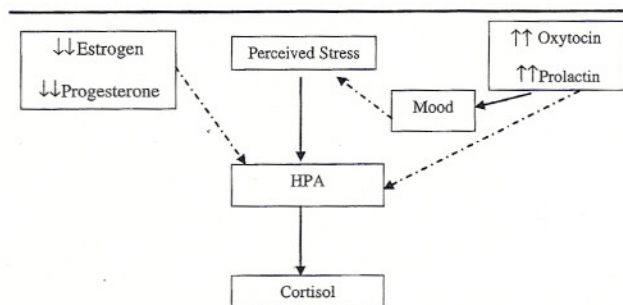 ↓↓Estrogen
↓↓Progesterone
Perceived Stress
↑↑ Oxytocin
↑↑Prolactin
Mood
HPA
Cortisol